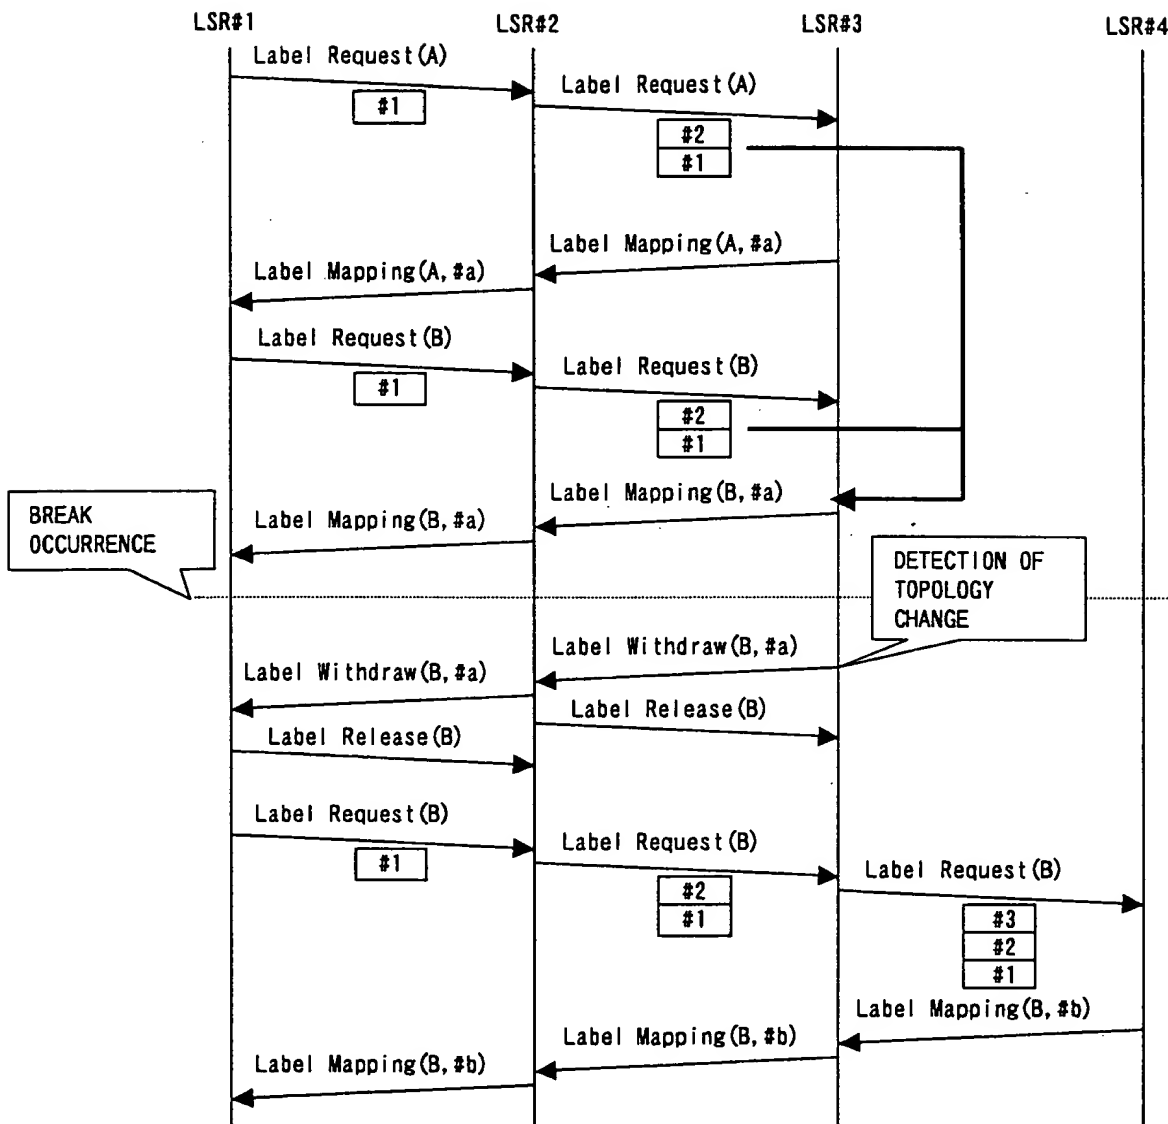 LSR#1 LSR#2 LSR#3 LSR#4
Label Request(A)
#1
Label Request(A)
#2
#1
Label Mapping(A,#a)
Label Mapping(A,#a)
Label Request(B)
#1
Label Request(B)
#2
#1
Label Mapping(B,#a)
Label Mapping(B,#a)
BREAK
OCCURRENCE
DETECTION OF
TOPOLOGY
CHANGE
Label Withdraw(B,#a)
Label Withdraw(B,#a)
Label Release(B)
Label Release(B)
Label Request(B)
#1
Label Request(B)
#2
#1
Label Request(B)
#3
#2
#1
Label Mapping(B,#b)
Label Mapping(B,#b)
Label Mapping(B,#b)